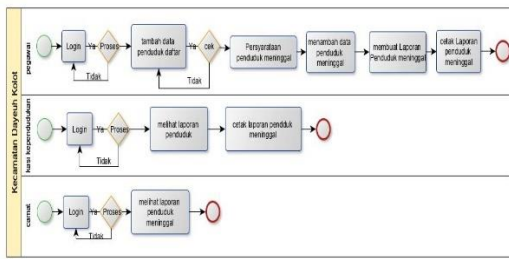 Kecamatan Dayeuh Kolot
pegawai
Login
Ya
Proses
Tidak
tambah data
penduduk daftar
Ya
cek
Tidak
Persyarataan
penduduk meninggal
menambah data
penduduk
meninggal
membuat Laporan
Penduduk meninggal
cetak Laporan
penduduk
meninggal
kasi kependudukan
Login
Ya
Proses
Tidak
melihat laporan
penduduk
cetak laporan pendduk
meninggal
camat
Login
Ya
Proses
Tidak
melihat laporan
penduduk
meninggal